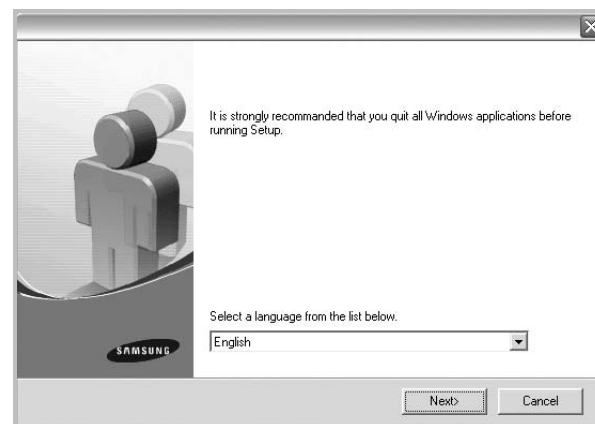 It is strongly recommanded that you quit all Windows applications before
running Setup.
Select a language from the list below.
English
SAMSUNG
Next>
Cancel